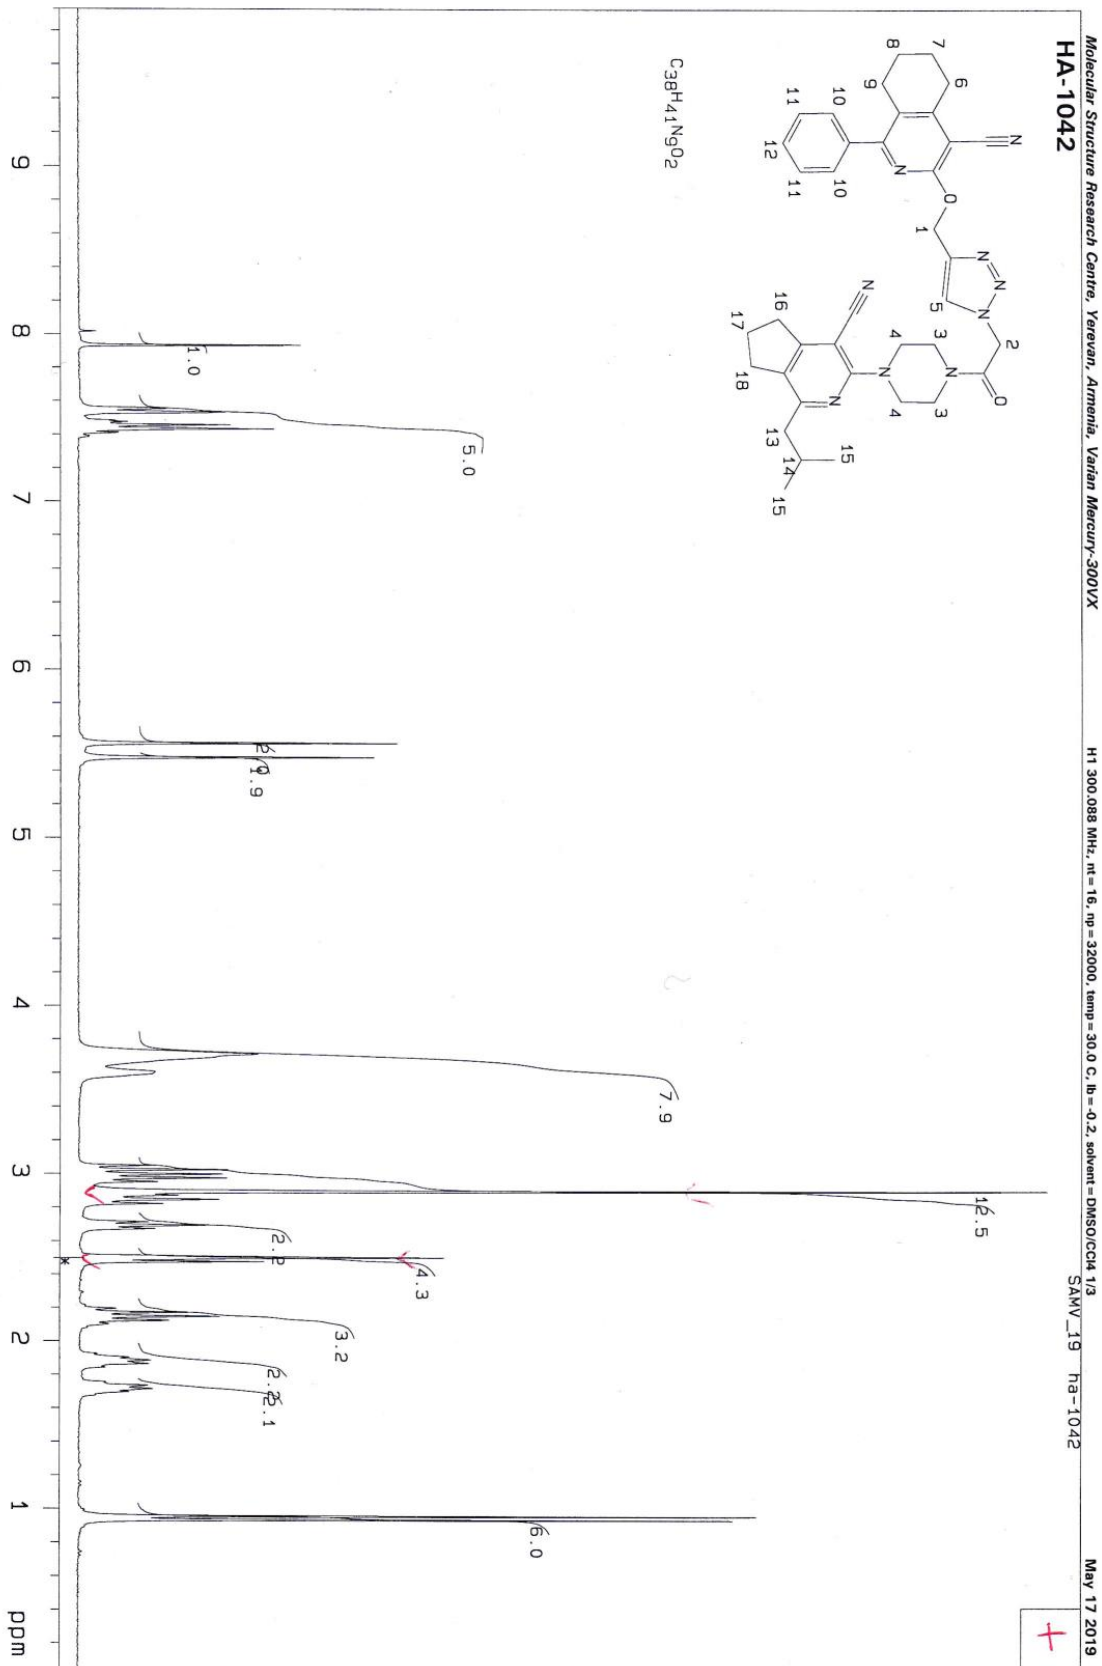 Molecular Structure Research Centre, Yerevan, Armenia, Varian Mercury-300VX
H1 300.088 MHz, nt=16, np=32000, temp=30.0 C, lb=-0.2, solvent=DMSO/CCl4 1/3
May 17 2019
HA-1042
SAMV_19 ha-1042
+
7
8
6
9
N
N
O
1
N
N
N
5
2
O
10
11
12
11
10
N
3
3
4
4
N
N
N
16
17
18
13
14
15
15
C38H41N9O2
1.0
5.0
2.0
1.9
7.9
12.5
2.2
4.3
3.2
2.2
2.1
6.0
*
9
8
7
6
5
4
3
2
1
ppm